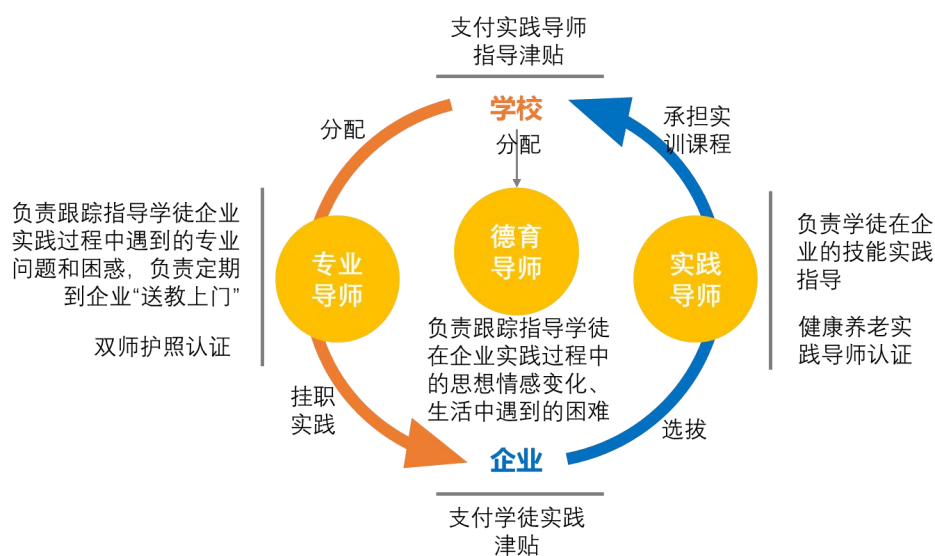 支付实践导师
指导津贴
学校
分配
分配
承担实
训课程
负责跟踪指导学徒企业
实践过程中遇到的专业
问题和困惑，负责定期
到企业“送教上门”
双师护照认证
专业
导师
德育
导师
实践
导师
负责学徒在企
业的技能实践
指导
健康养老实
践导师认证
负责跟踪指导学徒
在企业实践过程中
的思想情感变化、
生活中遇到的困难
挂职
实践
选拔
企业
支付学徒实践
津贴